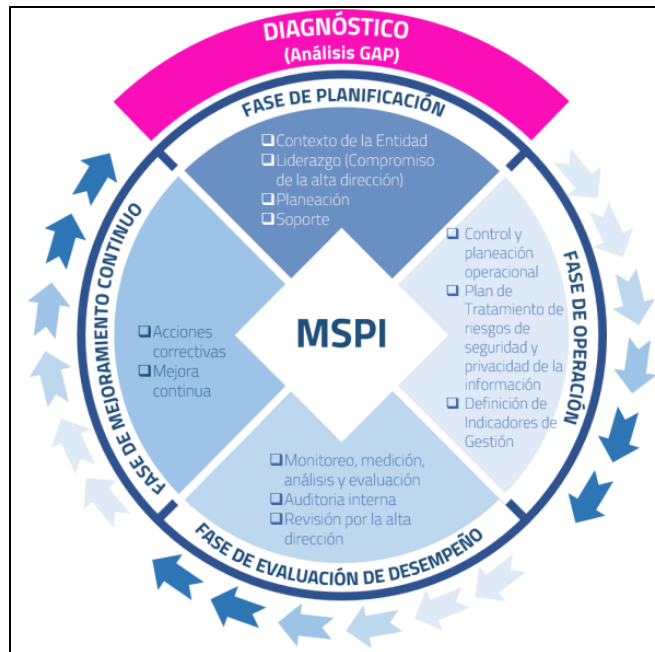 DIAGNÓSTICO
(Análisis GAP)
FASE DE PLANIFICACIÓN
Contexto de la Entidad
Liderazgo (Compromiso
de la alta dirección)
Planeación
Soporte
FASE DE OPERACIÓN
Control y
planeación
operacional
Plan de
Tratamiento de
riesgos de
seguridad y
privacidad de la
información
Definición de
Indicadores de
Gestión
MSPI
FASE DE EVALUACIÓN DE DESEMPEÑO
Monitoreo, medición,
análisis y evaluación
Auditoria interna
Revisión por la alta
dirección
FASE DE MEJORAMIENTO CONTINUO
Acciones
correctivas
Mejora
continua